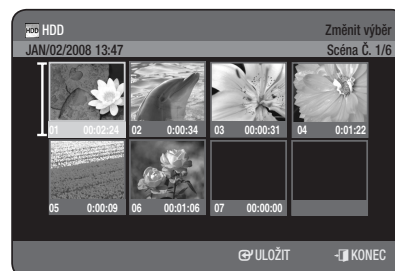 HDD HDD Změnit výběr
JAN/02/2008 13:47 Scéna Č. 1/6
01 0:02:24 02 0:00:34 03 00:00:31 04 0:01:22
05 0:00:09 06 00:01:06 07 00:00:00
ULOŽIT KONEC